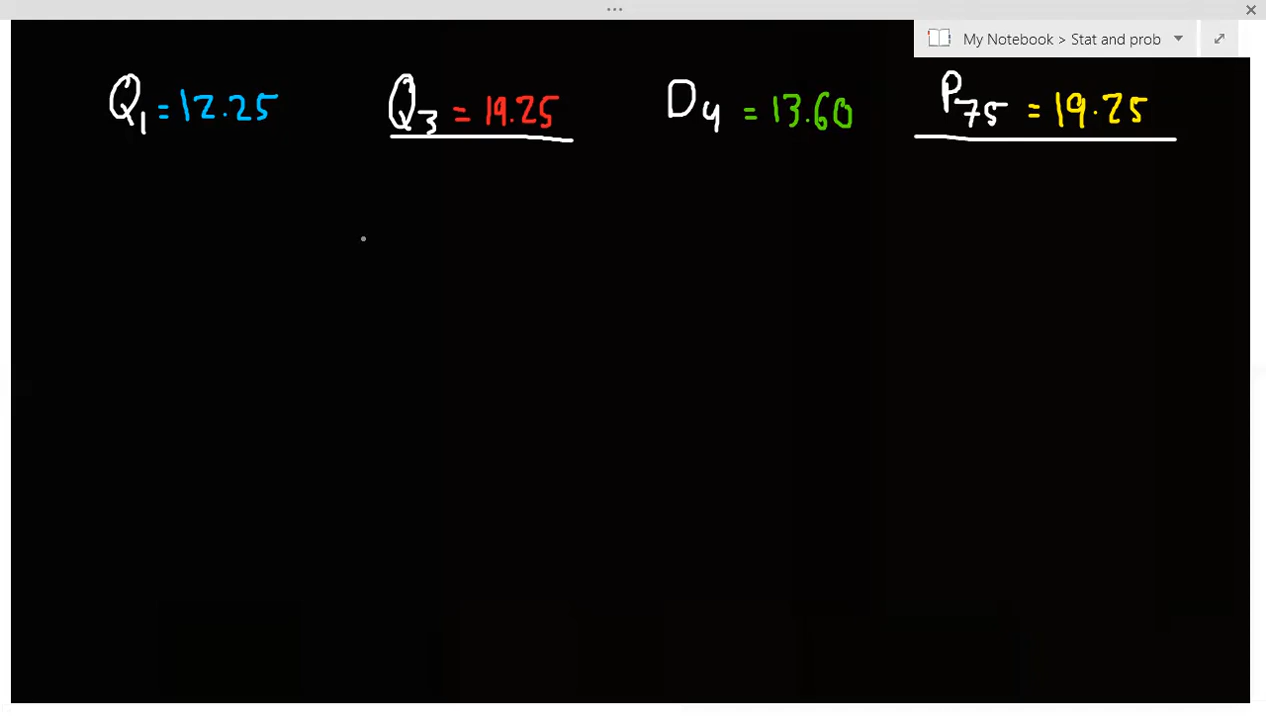 My Notebook > Stat and prob
Q1 = 12.25 Q3 = 19.25 D4 = 13.60 P75 = 19.25